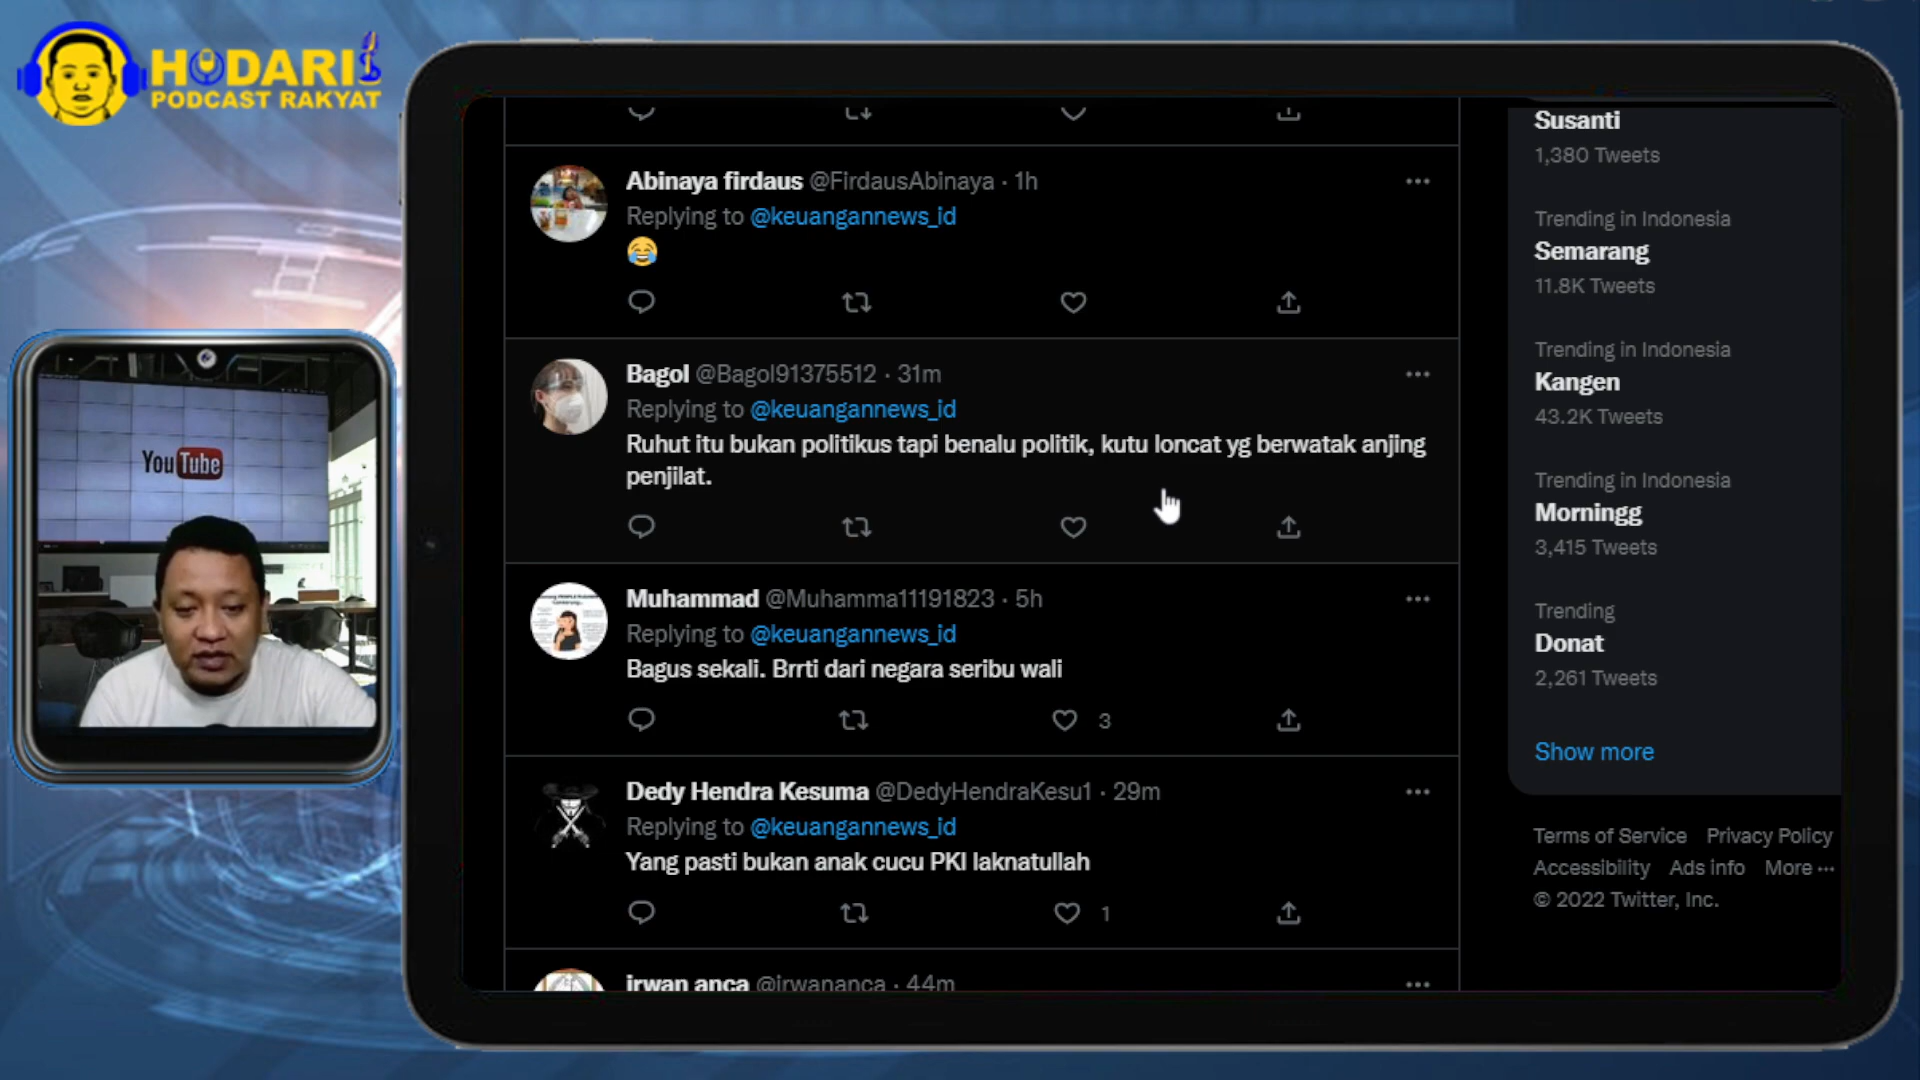 HODARI
PODCAST RAKYAT
YouTube
Abinaya firdaus @FirdausAbinaya · 1h
Replying to @keuangannews_id
😂
Bagol @Bagol91375512 · 31m
Replying to @keuangannews_id
Ruhut itu bukan politikus tapi benalu politik, kutu loncat yg berwatak anjing
penjilat.
Muhammad @Muhamma11191823 · 5h
Replying to @keuangannews_id
Bagus sekali. Brrti dari negara seribu wali
3
Dedy Hendra Kesuma @DedyHendraKesu1 · 29m
Replying to @keuangannews_id
Yang pasti bukan anak cucu PKI laknatullah
1
irwan anca @irwananca · 44m
Susanti
1,380 Tweets
Trending in Indonesia
Semarang
11.8K Tweets
Trending in Indonesia
Kangen
43.2K Tweets
Trending in Indonesia
Morningg
3,415 Tweets
Trending
Donat
2,261 Tweets
Show more
Terms of Service Privacy Policy
Accessibility Ads info More ···
© 2022 Twitter, Inc.